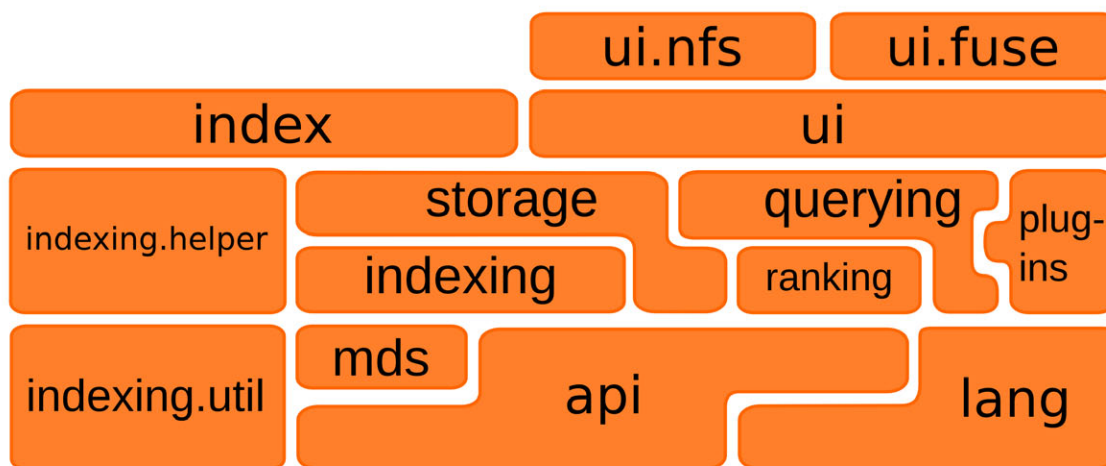 ui.nfs
ui.fuse
index
ui
storage
querying
indexing.helper
plug-
ins
indexing
ranking
mds
indexing.util
api
lang